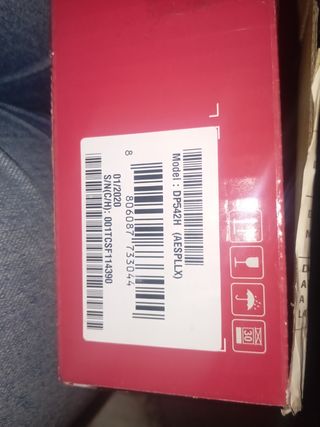 Model : DP542H (AESPLLX)
8 806087 733044
01/2020
S/N(C/H): 001TCSF114390
30